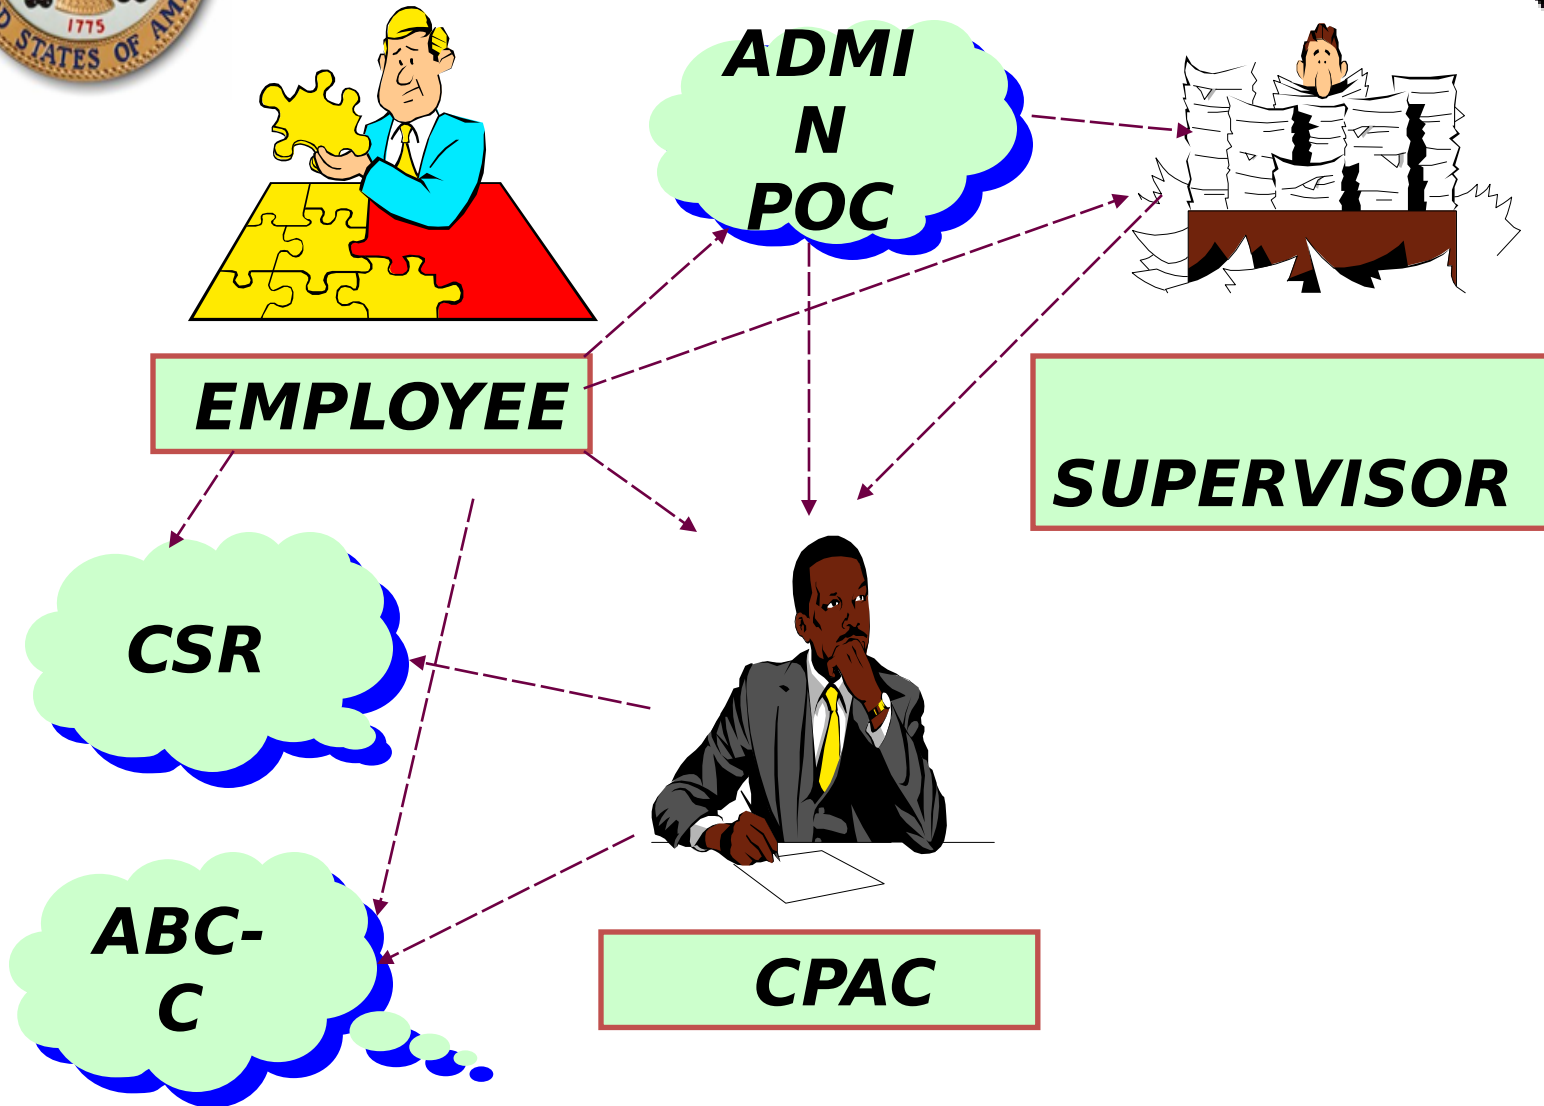 1775
D STATES OF AM
ADMI
N
POC
EMPLOYEE
SUPERVISOR
CSR
ABC-
C
CPAC